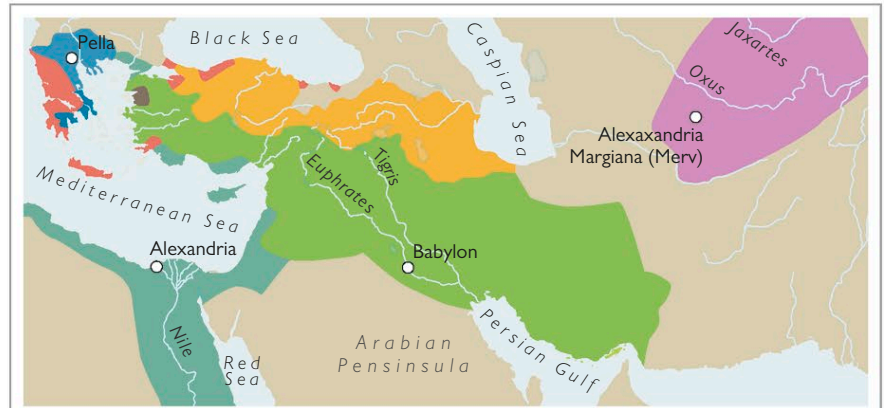 Pella
Black Sea
Caspian Sea
Jaxartes
Oxus
Alexaxandria
Margiana (Merv)
Mediterranean Sea
Euphrates
Tigris
Alexandria
Babylon
Nile
Red
Sea
Arabian
Pensinsula
Persian Gulf